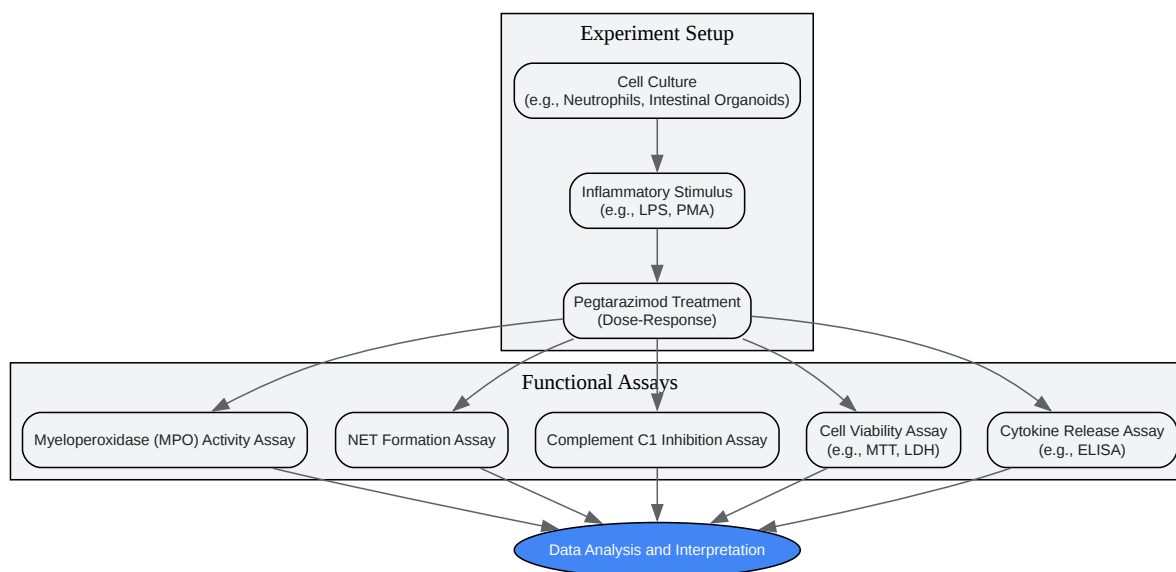 Experiment Setup
Cell Culture
(e.g., Neutrophils, Intestinal Organoids)
Inflammatory Stimulus
(e.g., LPS, PMA)
Pegtarazimod Treatment
(Dose-Response)
Functional Assays
Myeloperoxidase (MPO) Activity Assay
NET Formation Assay
Complement C1 Inhibition Assay
Cell Viability Assay
(e.g., MTT, LDH)
Cytokine Release Assay
(e.g., ELISA)
Data Analysis and Interpretation